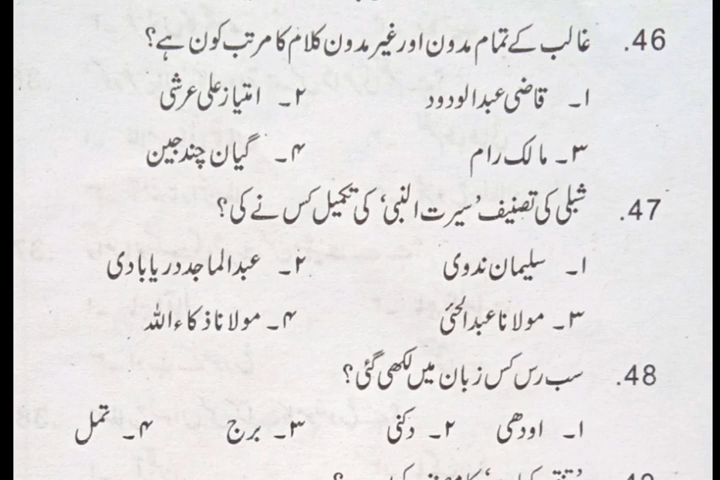 46. غالب کے تمام مدون اور غیر مدون کلام کا مرتب کون ہے؟
۱۔ قاضی عبدالودود ۲۔ امتیاز علی عرشی
۳۔ مالک رام ۴۔ گیان چند جین
47. شبلی کی تصنیف ’سیرت النبی‘ کی تکمیل کس نے کی؟
۱۔ سلیمان ندوی ۲۔ عبدالماجد دریابادی
۳۔ مولانا عبدالحئی ۴۔ مولانا ذکاءاللہ
48. سب رس کس زبان میں لکھی گئی؟
۱۔ اودھی ۲۔ دکنی ۳۔ برج ۴۔ تمل